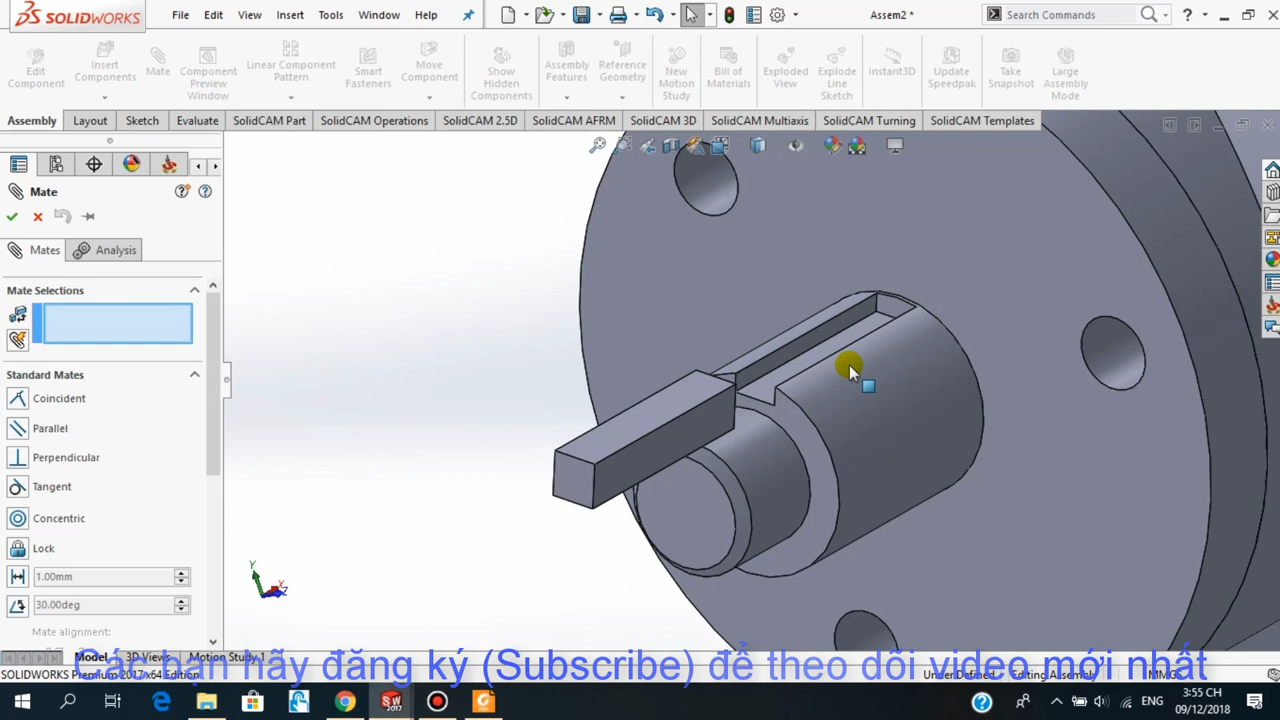 SOLIDWORKS File Edit View Insert Tools Window Help Assem2 * Search Commands
Edit Component
Insert Components
Mate
Component Preview Window
Linear Component Pattern
Smart Fasteners
Move Component
Show Hidden Components
Assembly Features
Reference Geometry
New Motion Study
Bill of Materials
Exploded View
Explode Line Sketch
Instant3D
Update Speedpak
Take Snapshot
Large Assembly Mode
Assembly Layout Sketch Evaluate SolidCAM Part SolidCAM Operations SolidCAM 2.5D SolidCAM AFRM SolidCAM 3D SolidCAM Multiaxis SolidCAM Turning SolidCAM Templates
Mate
Mates Analysis
Mate Selections
Standard Mates
Coincident
Parallel
Perpendicular
Tangent
Concentric
Lock
1.00mm
30.00deg
Mate alignment:
Y
X
Z
Model 3D Views Motion Study 1
Các bạn hãy đăng ký (Subscribe) để theo dõi video mới nhất
SOLIDWORKS Premium 2017 x64 Edition Under Defined Editing Assembly MMGS
SW 2017
ENG
3:55 CH
09/12/2018